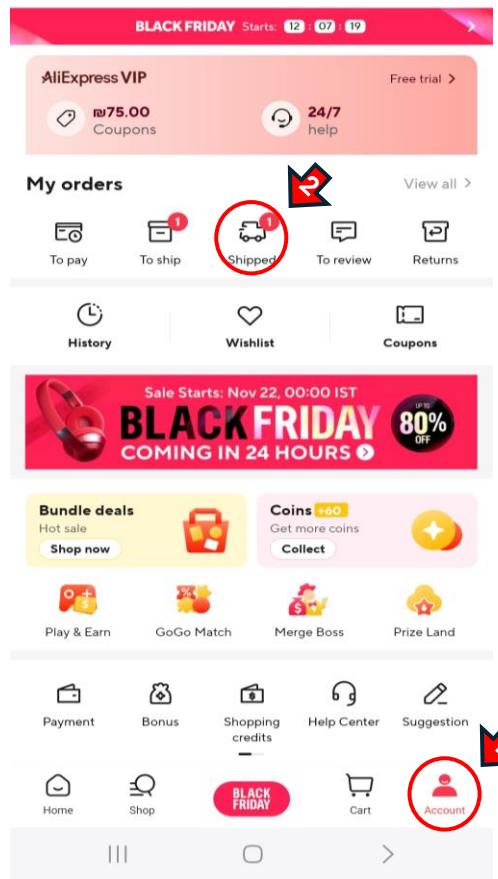 BLACK FRIDAY Starts: 12 : 07 : 19
AliExpress VIP
Free trial >
₪75.00
Coupons
24/7
help
2
My orders
View all >
1
1
To pay
To ship
Shipped
To review
Returns
History
Wishlist
Coupons
Sale Starts: Nov 22, 00:00 IST
BLACK FRIDAY
COMING IN 24 HOURS
UP TO
80%
OFF
Bundle deals
Hot sale
Shop now
Coins +60
Get more coins
Collect
Play & Earn
GoGo Match
Merge Boss
Prize Land
Payment
Bonus
Shopping
credits
Help Center
Suggestion
Home
Shop
BLACK
FRIDAY
Cart
Account